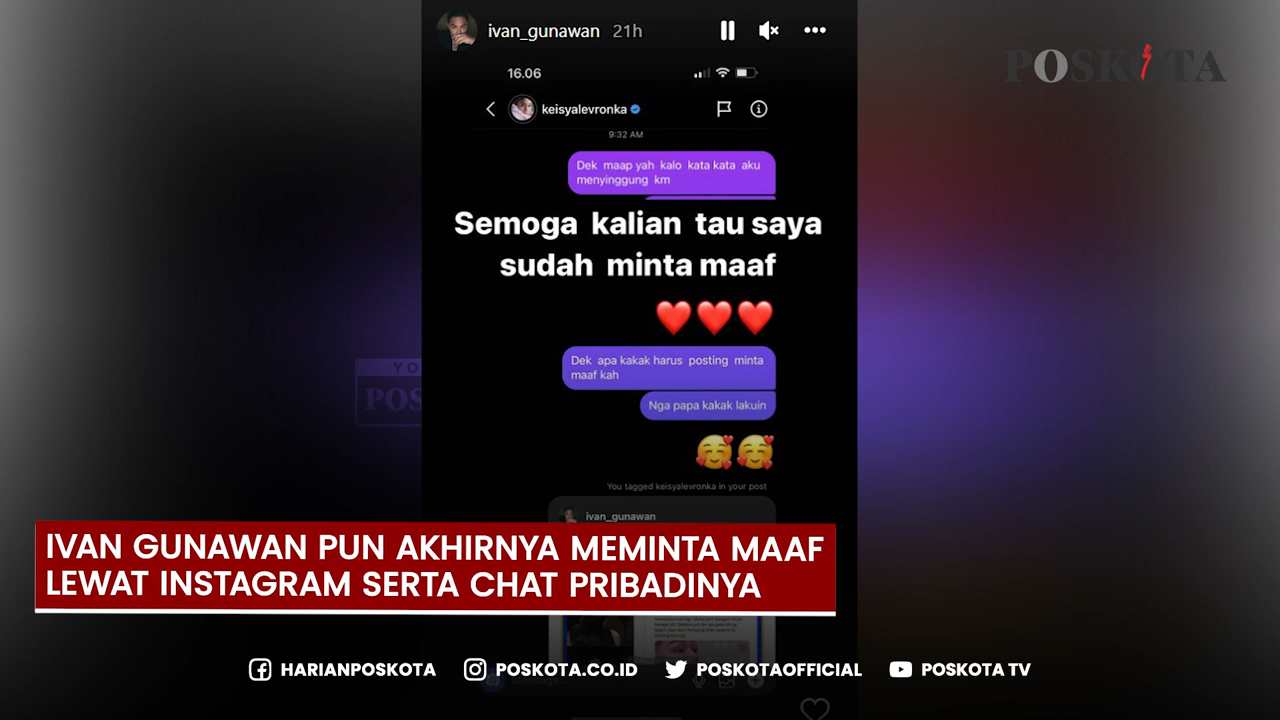 ivan_gunawan 21h
POSKOTA
16.06
keisyalevronka
9:32 AM
Dek maap yah kalo kata kata aku
menyinggung km
Semoga kalian tau saya
sudah minta maaf
Dek apa kakak harus posting minta
maaf kah
Nga papa kakak lakuin
YO
POS
You tagged keisyalevronka in your post
ivan_gunawan
IVAN GUNAWAN PUN AKHIRNYA MEMINTA MAAF
LEWAT INSTAGRAM SERTA CHAT PRIBADINYA
HARIANPOSKOTA POSKOTA.CO.ID POSKOTAOFFICIAL POSKOTA TV